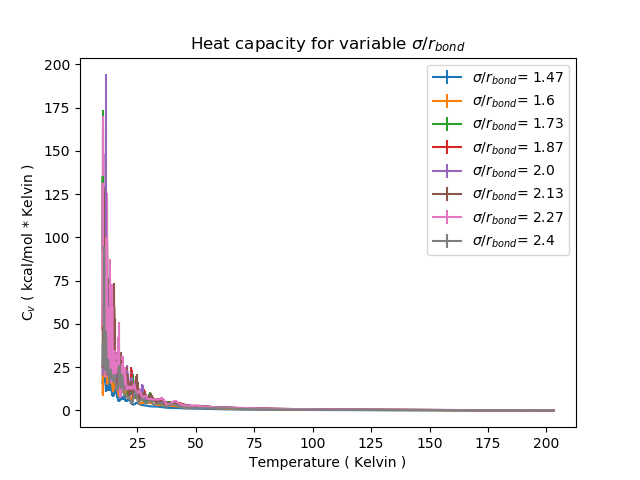 Heat capacity for variable σ/r_bond
200
175
150
125
100
75
50
25
0
C_v ( kcal/mol * Kelvin )
σ/r_bond= 1.47
σ/r_bond= 1.6
σ/r_bond= 1.73
σ/r_bond= 1.87
σ/r_bond= 2.0
σ/r_bond= 2.13
σ/r_bond= 2.27
σ/r_bond= 2.4
25 50 75 100 125 150 175 200
Temperature ( Kelvin )